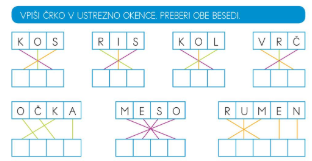 VPIŠI ČRKO V USTREZNO OKENCE. PREBERI OBE BESEDI.
K O S R I S K O L V R Č
O Č K A M E S O R U M E N